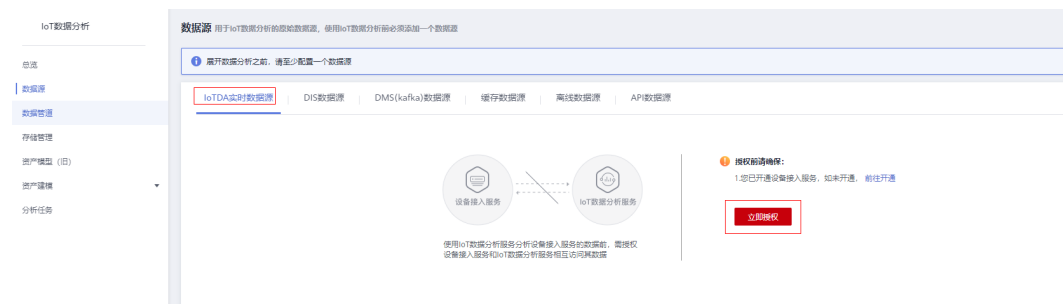 IoT数据分析
总览
数据源
数据管理
存储管理
资产模型（旧）
资产建模
分析任务
数据源 用于IoT数据分析的原始数据源，使用IoT数据分析前必须添加一个数据源
展开数据分析之前，请至少配置一个数据源
IoTDA实时数据源 DIS数据源 DMS(kafka)数据源 缓存数据源 离线数据源 API数据源
设备接入服务
IoT数据分析服务
使用IoT数据分析服务分析设备接入服务的数据前，需授权
设备接入服务和IoT数据分析服务相互访问其数据
授权前请确保：
1.您已开通设备接入服务，如未开通，前往开通
立即授权